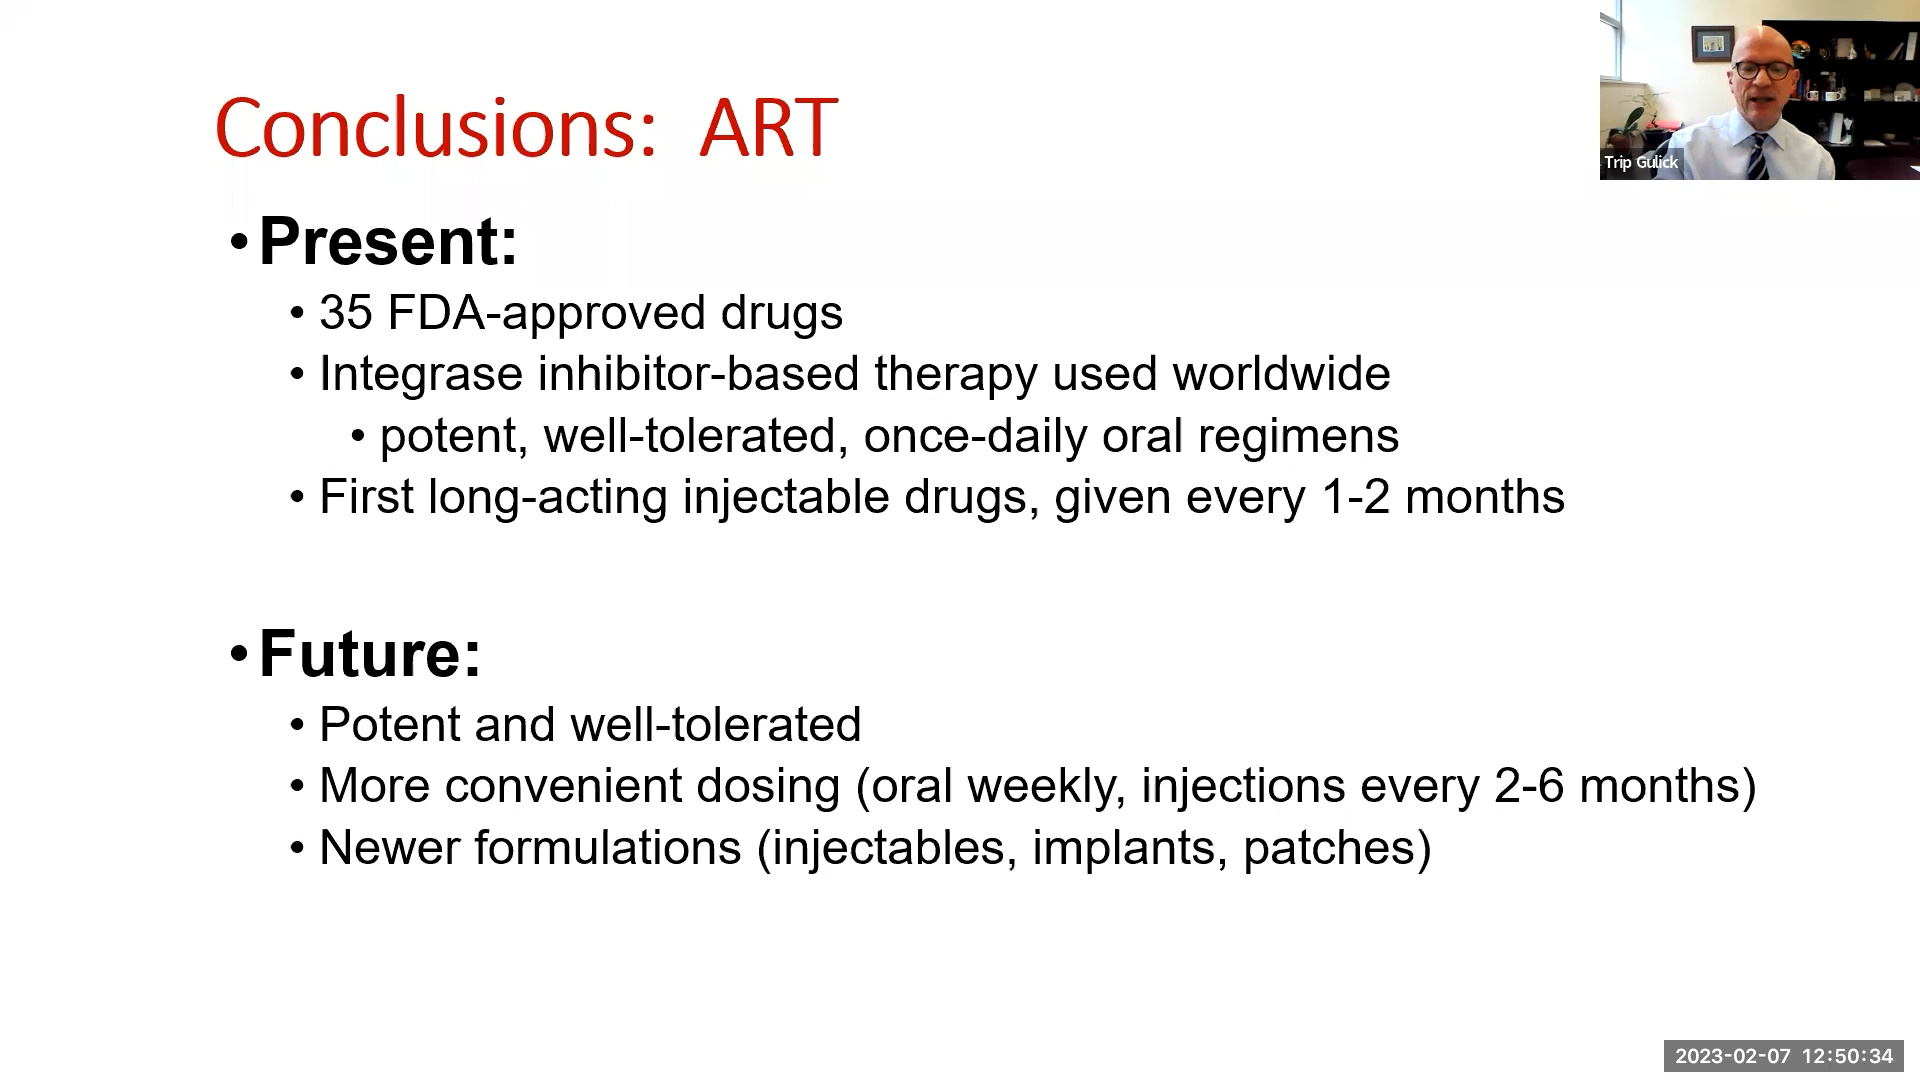 Conclusions: ART
Trip Gulick
• Present:
• 35 FDA-approved drugs
• Integrase inhibitor-based therapy used worldwide
• potent, well-tolerated, once-daily oral regimens
• First long-acting injectable drugs, given every 1-2 months
• Future:
• Potent and well-tolerated
• More convenient dosing (oral weekly, injections every 2-6 months)
• Newer formulations (injectables, implants, patches)
2023-02-07 12:50:34